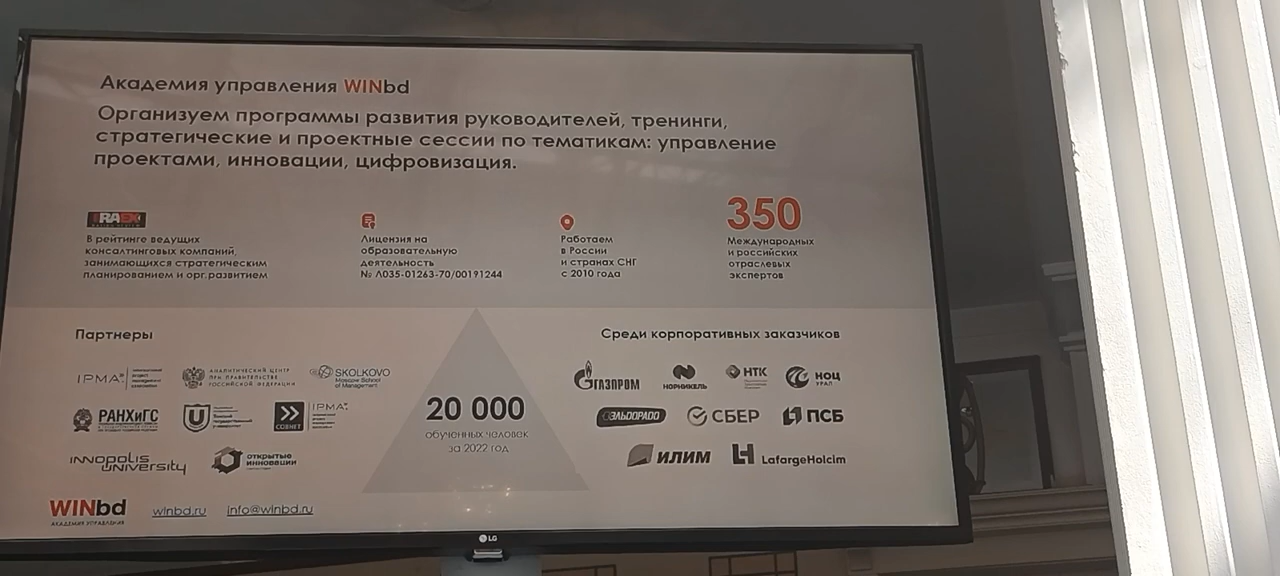 Академия управления WINbd
Организуем программы развития руководителей, тренинги,
стратегические и проектные сессии по тематикам: управление
проектами, инновации, цифровизация.
RAEX
В рейтинге ведущих
консалтинговых компаний,
занимающихся стратегическим
планированием и орг.развитием
Лицензия на
образовательную
деятельность
№ Л035-01263-70/00191244
Работаем
в России
и странах СНГ
с 2010 года
350
Международных
и российских
отраслевых
экспертов
Партнеры
IPMA
АНАЛИТИЧЕСКИЙ ЦЕНТР
ПРИ ПРАВИТЕЛЬСТВЕ
РОССИЙСКОЙ ФЕДЕРАЦИИ
SKOLKOVO
Moscow School
of Management
РАНХиГС
СОВНЕТ
IPMA
INNOPOLIS
UNIVERSITY
открытые
инновации
20 000
обученных человек
за 2022 год
Среди корпоративных заказчиков
ГАЗПРОМ
НОРНИКЕЛЬ
НТК
НОЦ
УРАЛ
ЭЛЬДОРАДО
СБЕР
ПСБ
ИЛИМ
LafargeHolcim
WINbd
АКАДЕМИЯ УПРАВЛЕНИЯ
winbd.ru
info@winbd.ru
LG